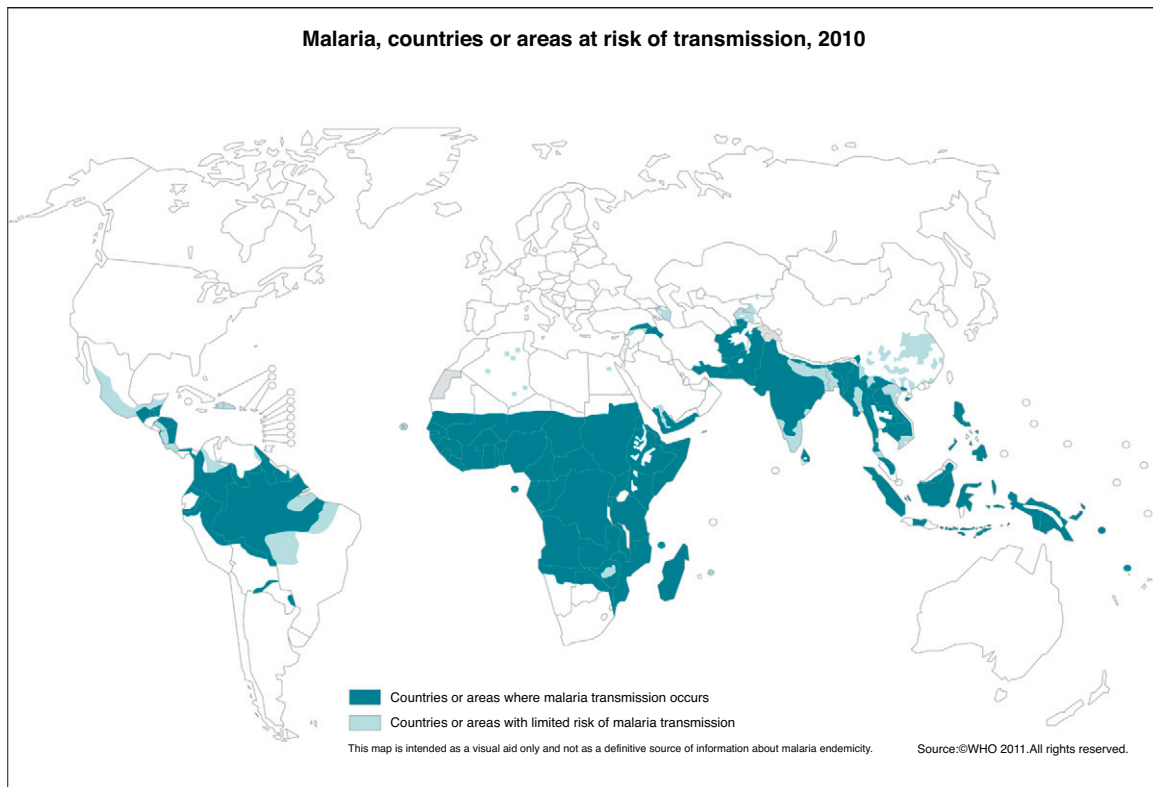 Malaria, countries or areas at risk of transmission, 2010
Countries or areas where malaria transmission occurs
Countries or areas with limited risk of malaria transmission
This map is intended as a visual aid only and not as a definitive source of information about malaria endemicity.
Source:©WHO 2011.All rights reserved.